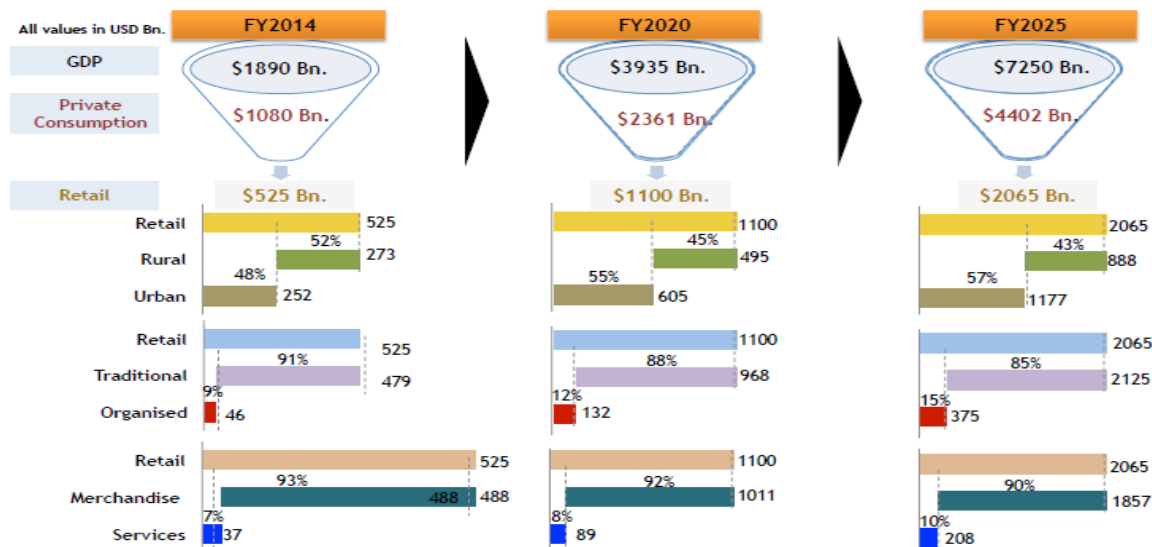 All values in USD Bn.
FY2014
FY2020
FY2025
GDP
$1890 Bn.
$3935 Bn.
$7250 Bn.
Private
Consumption
$1080 Bn.
$2361 Bn.
$4402 Bn.
Retail
$525 Bn.
$1100 Bn.
$2065 Bn.
Retail
525
1100
2065
52%
45%
43%
Rural
273
495
888
48%
55%
57%
Urban
252
605
1177
Retail
525
1100
2065
91%
88%
85%
Traditional
479
968
2125
9%
12%
15%
Organised
46
132
375
Retail
525
1100
2065
93%
92%
90%
Merchandise
488
488
1011
1857
7%
8%
10%
Services
37
89
208